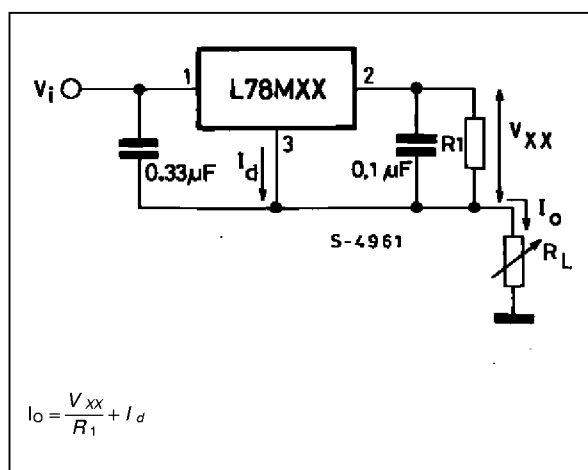 Vi
1
L78MXX
2
3
Id
0.33µF
0,1µF
R1
VXX
Io
S-4961
RL
IO = VXX / R1 + Id